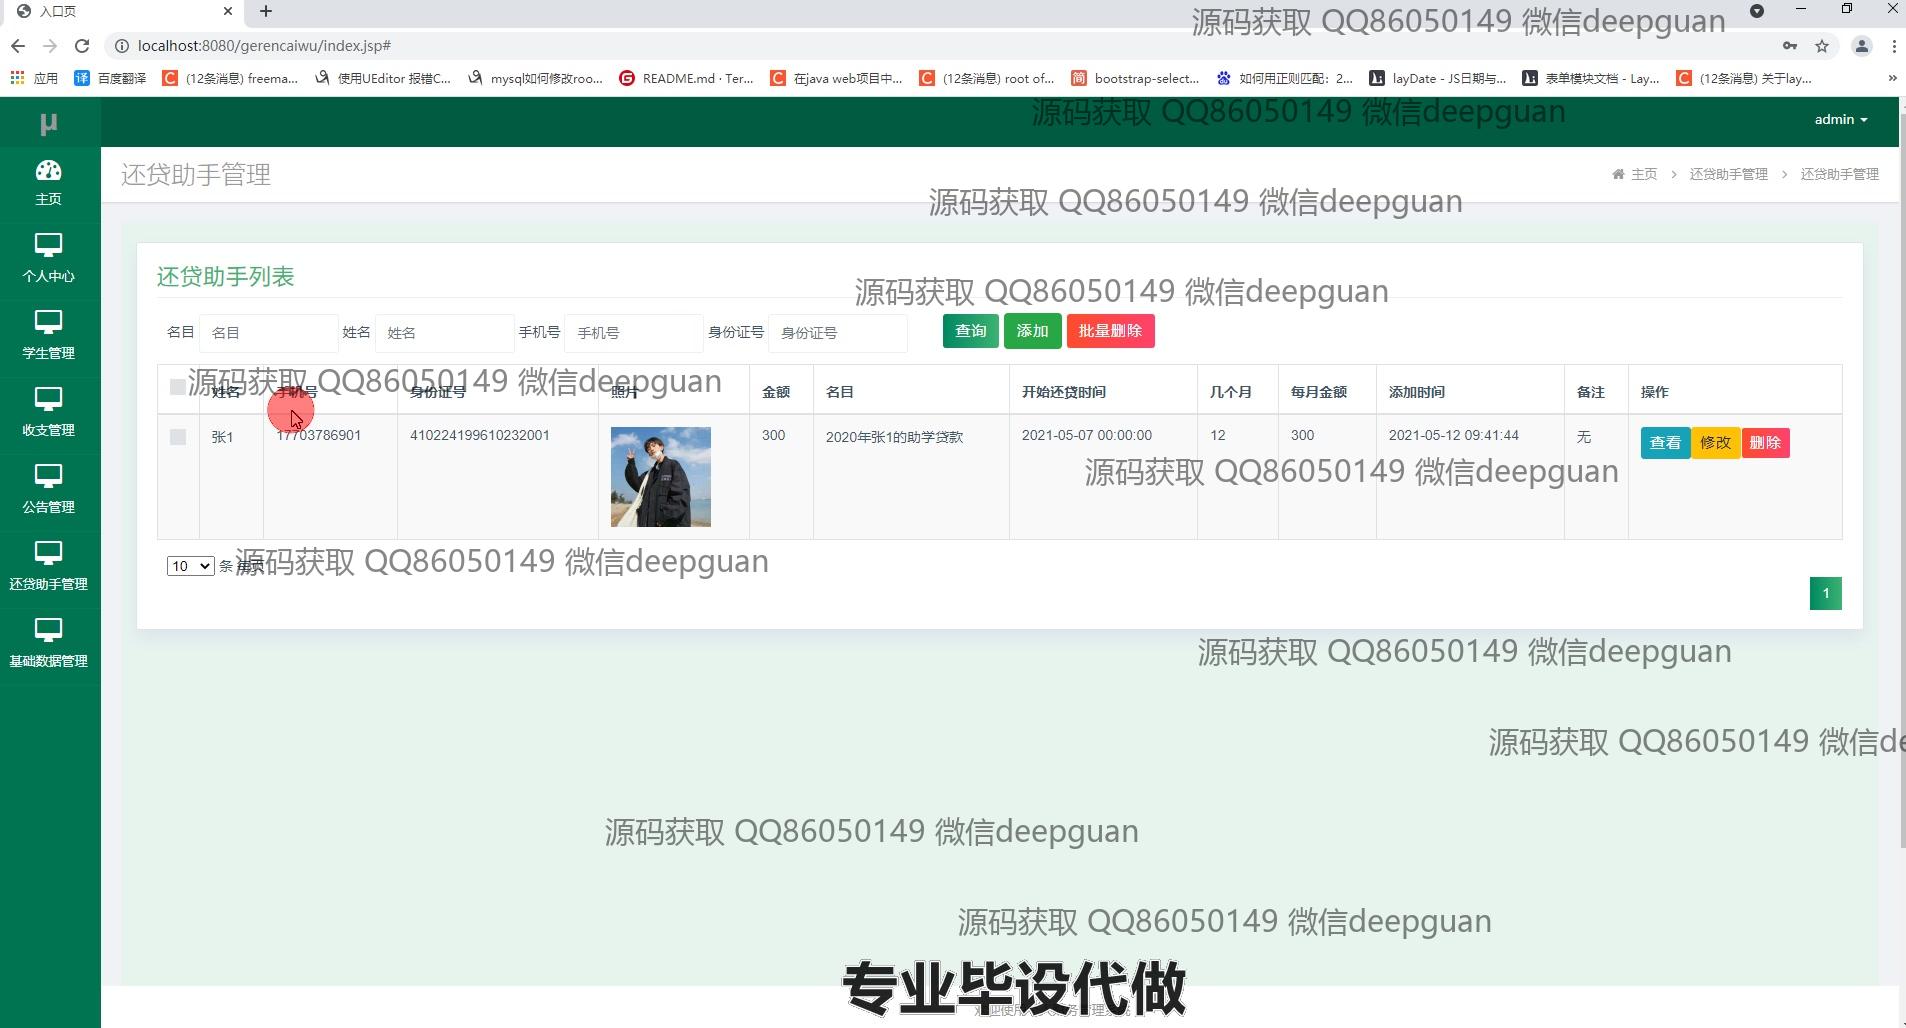 入口页
源码获取 QQ86050149 微信deepguan
localhost:8080/gerencaiwu/index.jsp#
应用 百度翻译 (12条消息) freema... 使用UEditor 报错C... mysql如何修改roo... README.md · Ter... 在java web项目中... (12条消息) root of... bootstrap-select... 如何用正则匹配：2... layDate - JS日期与... 表单模块文档 - Lay... (12条消息) 关于lay... »
μ
源码获取 QQ86050149 微信deepguan
admin
主页
个人中心
学生管理
收支管理
公告管理
还贷助手管理
基础数据管理
还贷助手管理
主页 > 还贷助手管理 > 还贷助手管理
源码获取 QQ86050149 微信deepguan
还贷助手列表
源码获取 QQ86050149 微信deepguan
名目 名目 姓名 姓名 手机号 手机号 身份证号 身份证号 查询 添加 批量删除
源码获取 QQ86050149 微信deepguan
姓名 手机号 身份证号 照片 金额 名目 开始还贷时间 几个月 每月金额 添加时间 备注 操作
张1 17703786901 410224199610232001 300 2020年张1的助学贷款 2021-05-07 00:00:00 12 300 2021-05-12 09:41:44 无 查看 修改 删除
源码获取 QQ86050149 微信deepguan
10 条 每页
源码获取 QQ86050149 微信deepguan
1
源码获取 QQ86050149 微信deepguan
源码获取 QQ86050149 微信de
源码获取 QQ86050149 微信deepguan
源码获取 QQ86050149 微信deepguan
专业毕设代做